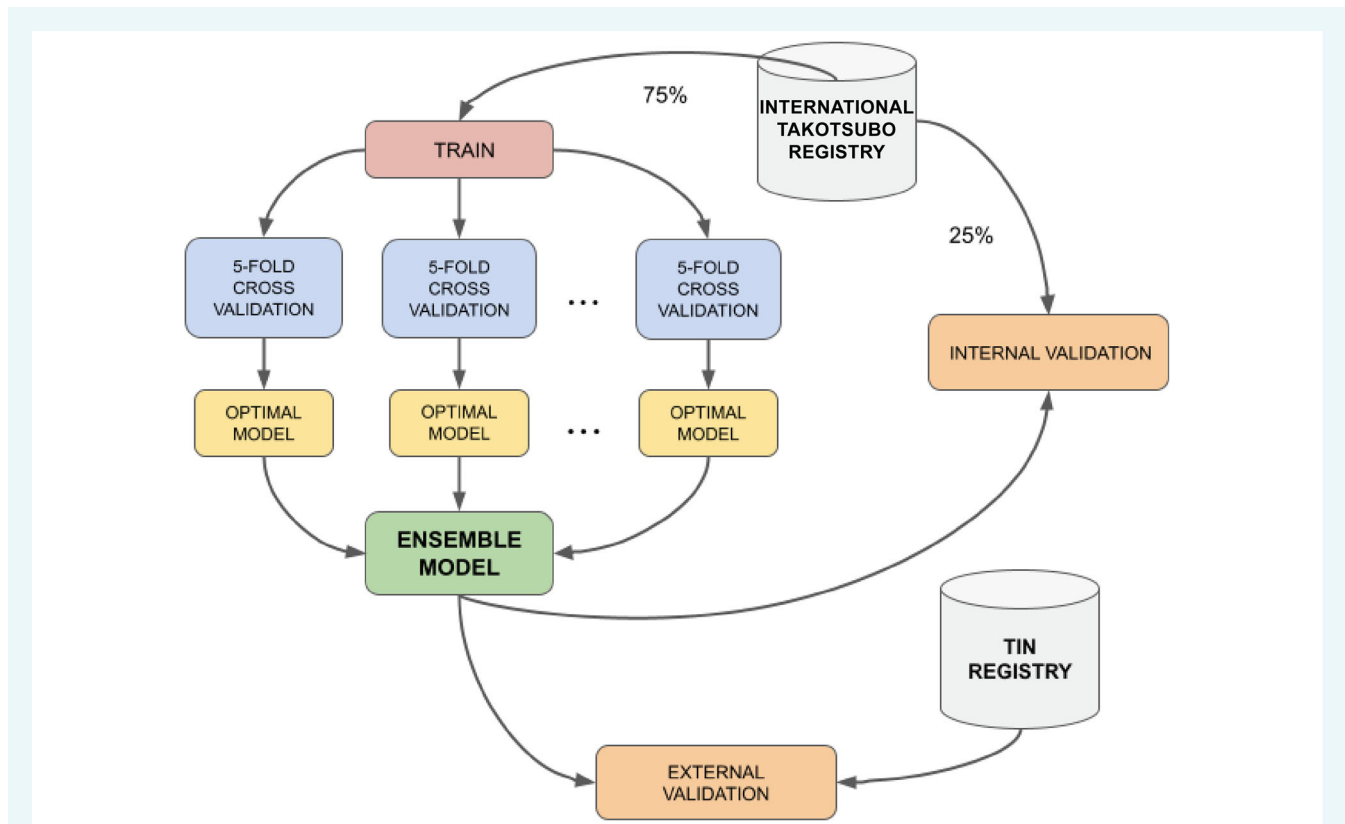 75%
INTERNATIONAL
TAKOTSUBO
REGISTRY
TRAIN
25%
5-FOLD
CROSS
VALIDATION
5-FOLD
CROSS
VALIDATION
...
5-FOLD
CROSS
VALIDATION
INTERNAL VALIDATION
OPTIMAL
MODEL
OPTIMAL
MODEL
...
OPTIMAL
MODEL
ENSEMBLE
MODEL
TIN
REGISTRY
EXTERNAL
VALIDATION